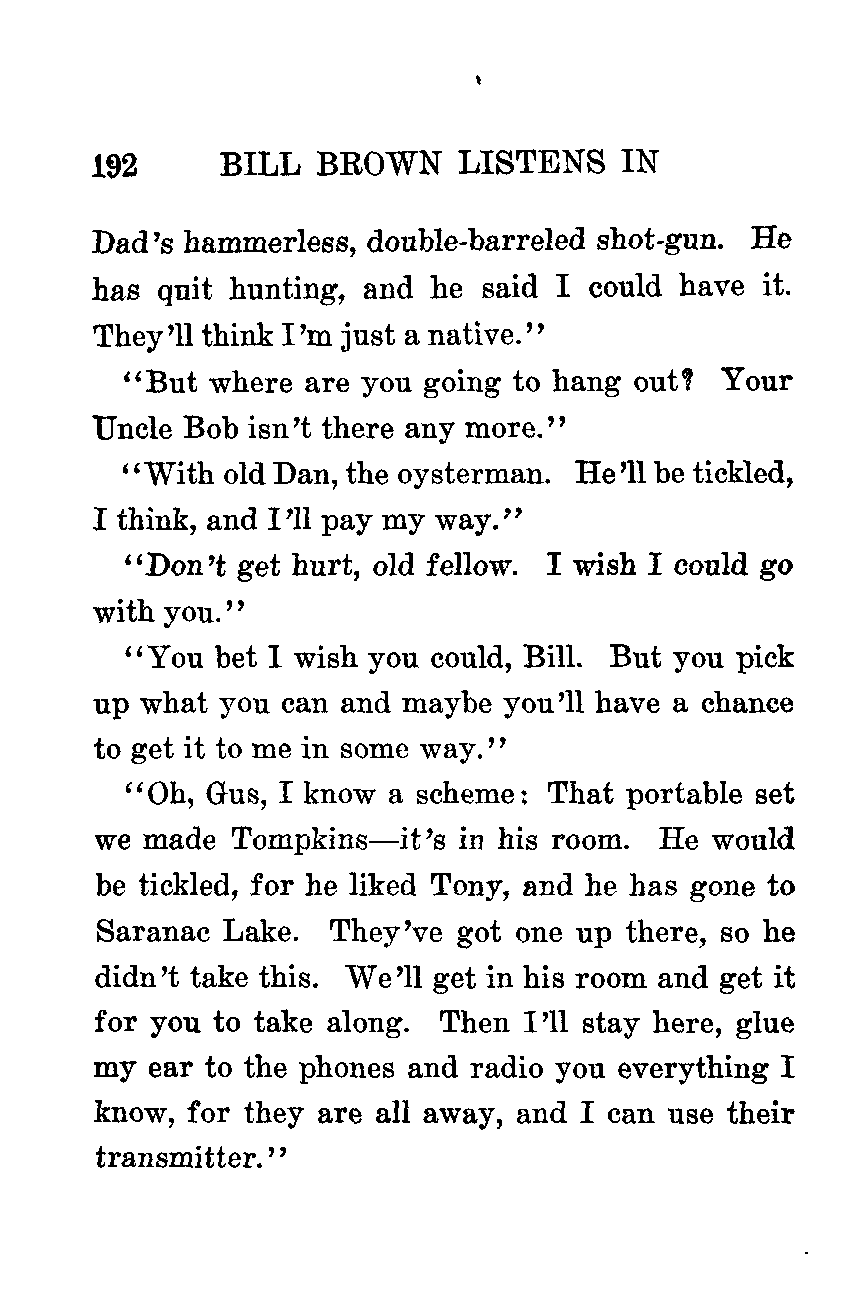 192 BILL BROWN LISTENS IN
Dad's hammerless, double-barreled shot-gun. He
has quit hunting, and he said I could have it.
They'll think I'm just a native."
"But where are you going to hang out? Your
Uncle Bob isn't there any more."
"With old Dan, the oysterman. He'll be tickled,
I think, and I'll pay my way."
"Don't get hurt, old fellow. I wish I could go
with you."
"You bet I wish you could, Bill. But you pick
up what you can and maybe you'll have a chance
to get it to me in some way."
"Oh, Gus, I know a scheme: That portable set
we made Tompkins—it's in his room. He would
be tickled, for he liked Tony, and he has gone to
Saranac Lake. They've got one up there, so he
didn't take this. We'll get in his room and get it
for you to take along. Then I'll stay here, glue
my ear to the phones and radio you everything I
know, for they are all away, and I can use their
transmitter."